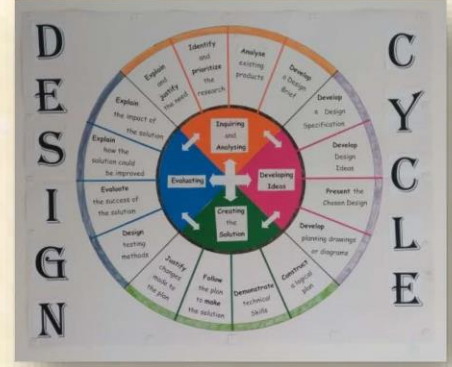 DESIGN
CYCLE
Inquiring
and
Analysing
Developing
Ideas
Creating
the
Solution
Evaluating
Explain
and
justify
the need
Identify
and
prioritize
the
research
Analyse
existing
products
Develop
a Design
Brief
Develop
a Design
Specification
Develop
Design
Ideas
Present the
Chosen Design
Develop
planning drawings
or diagrams
Construct
a logical
plan
Demonstrate
technical
Skills
Follow
the plan
to make
the solution
Justify
changes
made to
the plan
Design
testing
methods
Evaluate
the success of
the solution
Explain
how the
solution could
be improved
Explain
the impact of
the solution